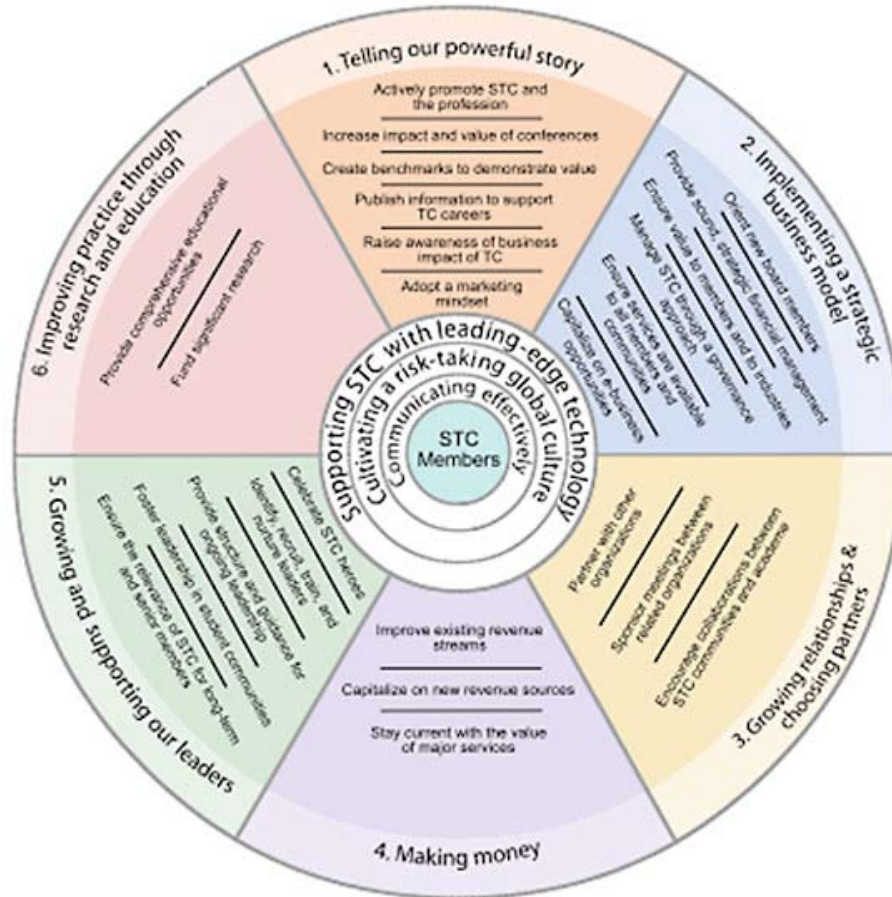 1. Telling our powerful story
Actively promote STC and
the profession
Increase impact and value of conferences
Create benchmarks to demonstrate value
Publish information to support
TC careers
Raise awareness of business
impact of TC
Adopt a marketing
mindset
2. Implementing a strategic
business model
Orient new board members
Provide sound, strategic financial management
Ensure value to members and to industries
Manage STC through a governance
approach
Ensure services are available
to all members and
communities
Capitalize on e-business
opportunities
3. Growing relationships &
choosing partners
Partner with other
organizations
Sponsor meetings between
related organizations
Encourage collaborations between
STC communities and academe
4. Making money
Improve existing revenue
streams
Capitalize on new revenue sources
Stay current with the value
of major services
5. Growing and supporting our leaders
Celebrate STC heroes
Identify, recruit, train, and
nurture leaders
Provide structure and guidance for
ongoing leadership
Foster leadership in student communities
Ensure the relevance of STC for long-term
and senior members
6. Improving practice through
research and education
Provide comprehensive educational
opportunities
Fund significant research
Supporting STC with leading-edge technology
Cultivating a risk-taking global culture
Communicating effectively
STC
Members